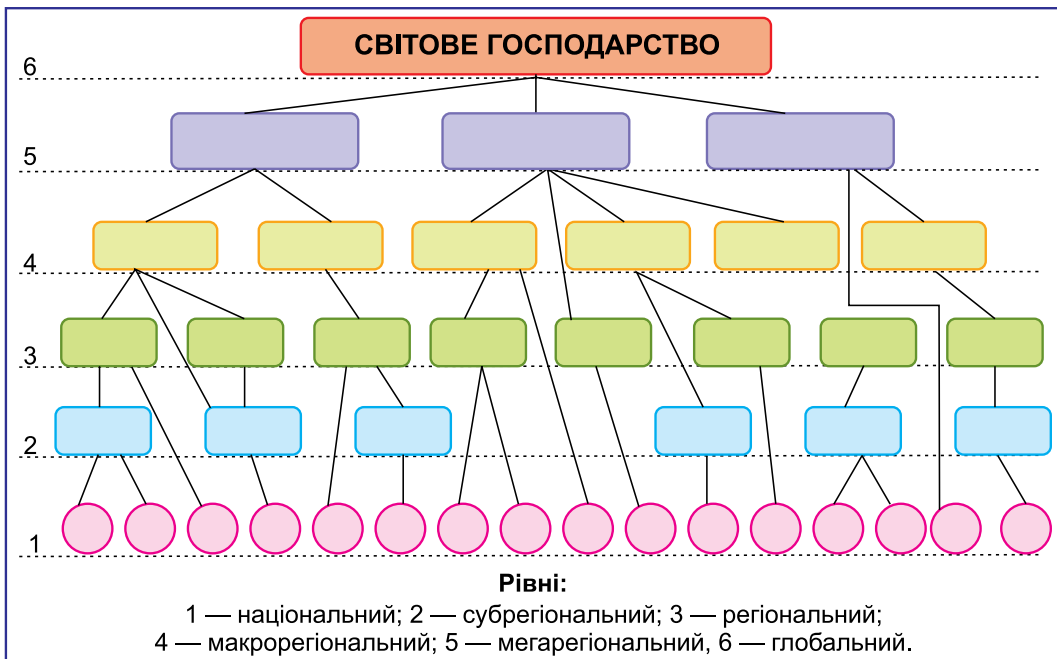 СВІТОВЕ ГОСПОДАРСТВО
6
5
4
3
2
1
Рівні:
1 — національний; 2 — субрегіональний; 3 — регіональний;
4 — макрорегіональний; 5 — мегарегіональний, 6 — глобальний.